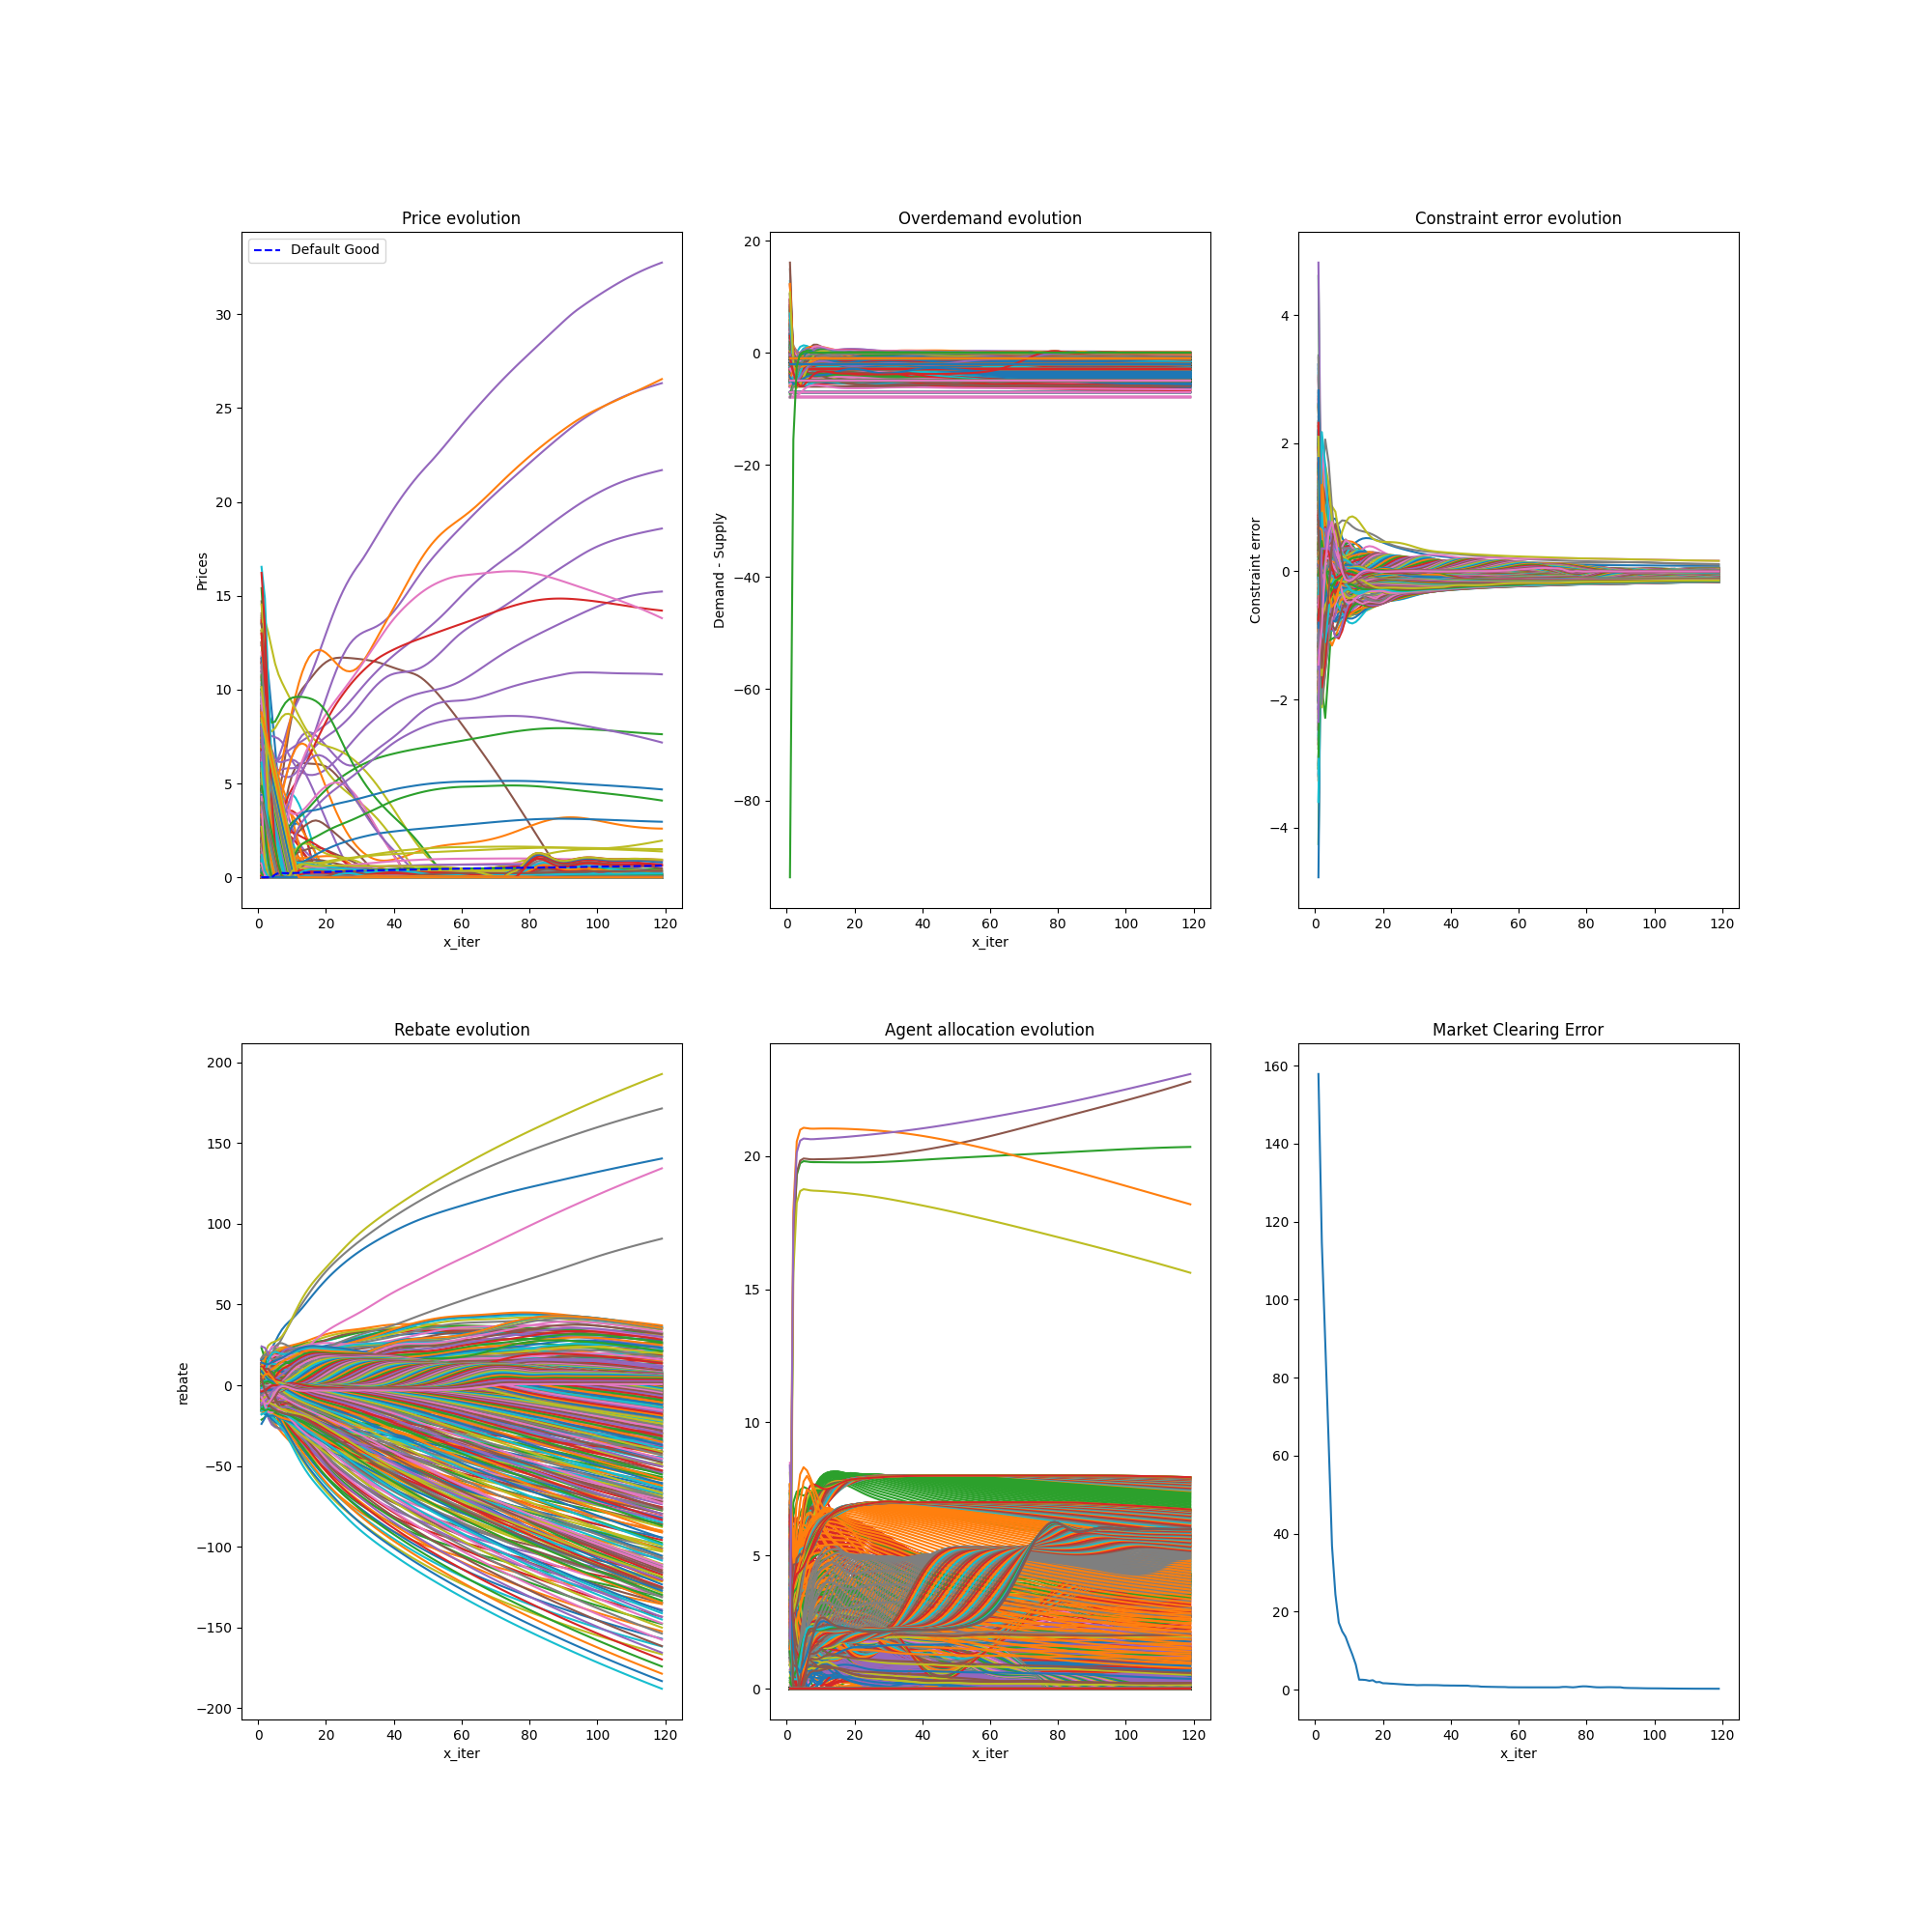 Price evolution
Overdemand evolution
Constraint error evolution
Default Good
Prices
30
25
20
15
10
5
0
0 20 40 60 80 100 120
x_iter
Demand - Supply
20
0
−20
−40
−60
−80
0 20 40 60 80 100 120
x_iter
Constraint error
4
2
0
−2
−4
0 20 40 60 80 100 120
Rebate evolution
Agent allocation evolution
Market Clearing Error
rebate
200
150
100
50
0
−50
−100
−150
−200
0 20 40 60 80 100 120
x_iter
20
15
10
5
0
0 20 40 60 80 100 120
x_iter
160
140
120
100
80
60
40
20
0
0 20 40 60 80 100 120
x_iter